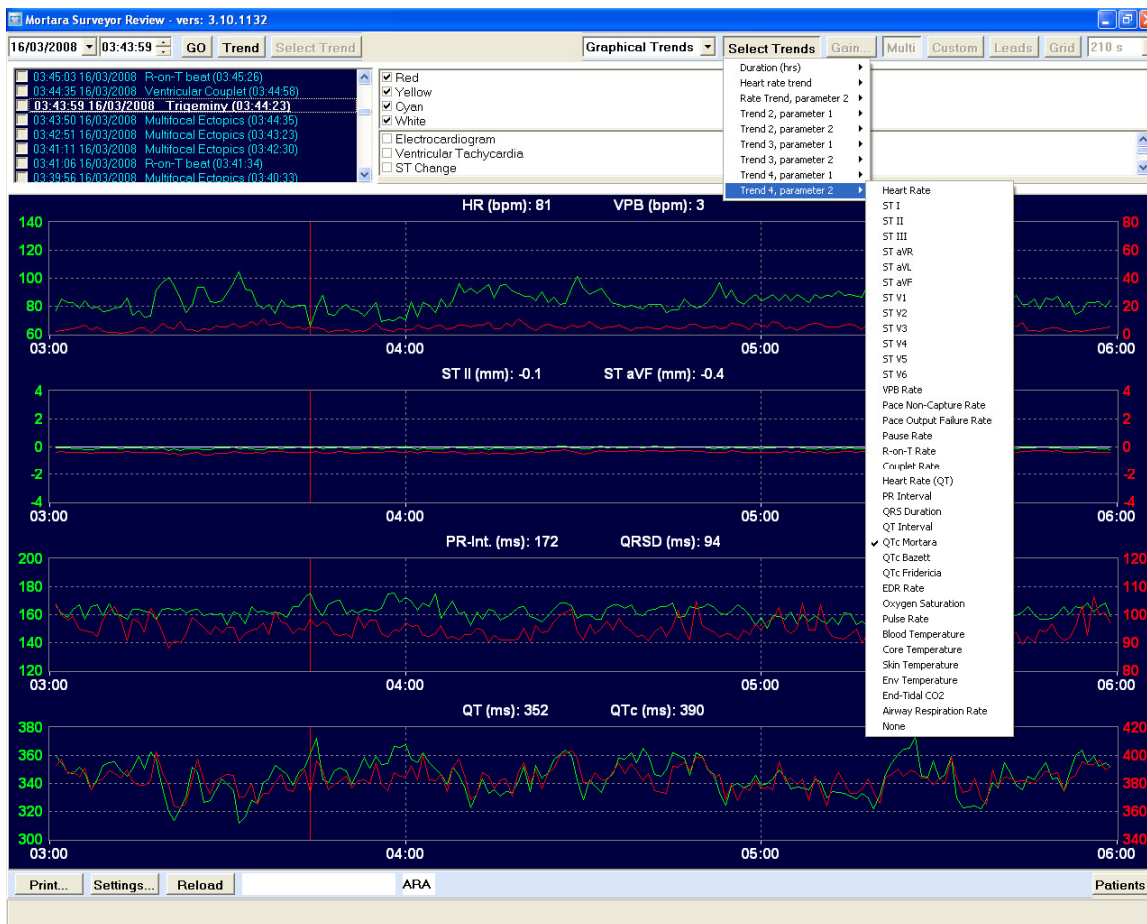 Mortara Surveyor Review - vers: 3.10.1132
16/03/2008 03:43:59 GO Trend Select Trend Graphical Trends Select Trends Gain... Multi Custom Leads Grid 210 s
03:45:03 16/03/2008 R-on-T beat (03:45:26)
03:44:35 16/03/2008 Ventricular Couplet (03:44:58)
03:43:59 16/03/2008 Trigeminy (03:44:23)
03:43:50 16/03/2008 Multifocal Ectopics (03:44:35)
03:42:51 16/03/2008 Multifocal Ectopics (03:43:23)
03:41:11 16/03/2008 Multifocal Ectopics (03:42:30)
03:41:06 16/03/2008 R-on-T beat (03:41:34)
03:39:56 16/03/2008 Multifocal Ectopics (03:40:33)
Red
Yellow
Cyan
White
Electrocardiogram
Ventricular Tachycardia
ST Change
Duration (hrs)
Heart rate trend
Rate Trend, parameter 2
Trend 2, parameter 1
Trend 2, parameter 2
Trend 3, parameter 1
Trend 3, parameter 2
Trend 4, parameter 1
Trend 4, parameter 2
Heart Rate
ST I
ST II
ST III
ST aVR
ST aVL
ST aVF
ST V1
ST V2
ST V3
ST V4
ST V5
ST V6
VPB Rate
Pace Non-Capture Rate
Pace Output Failure Rate
Pause Rate
R-on-T Rate
Couplet Rate
Heart Rate (QT)
PR Interval
QRS Duration
QT Interval
QTc Mortara
QTc Bazett
QTc Fridericia
EDR Rate
Oxygen Saturation
Pulse Rate
Blood Temperature
Core Temperature
Skin Temperature
Env Temperature
End-Tidal CO2
Airway Respiration Rate
None
HR (bpm): 81 VPB (bpm): 3
140 80
120 60
100 40
80 20
60 0
03:00 04:00 05:00 06:00
ST II (mm): -0.1 ST aVF (mm): -0.4
4 4
2 2
0 0
-2 -2
-4 -4
03:00 04:00 05:00 06:00
PR-Int. (ms): 172 QRSD (ms): 94
200 120
180 110
160 100
140 90
120 80
03:00 04:00 05:00 06:00
QT (ms): 352 QTc (ms): 390
380 420
360 400
340 380
320 360
300 340
03:00 04:00 05:00 06:00
Print... Settings... Reload ARA Patients